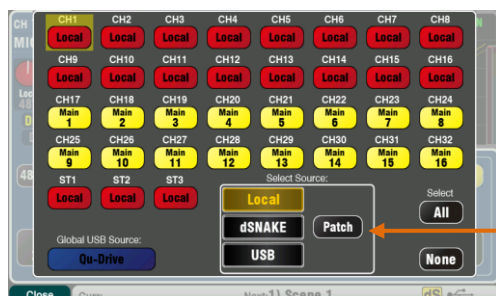 CH1 CH2 CH3 CH4 CH5 CH6 CH7 CH8
Local Local Local Local Local Local Local Local
CH9 CH10 CH11 CH12 CH13 CH14 CH15 CH16
Local Local Local Local Local Local Local Local
CH17 CH18 CH19 CH20 CH21 CH22 CH23 CH24
Main Main Main Main Main Main Main Main
1 2 3 4 5 6 7 8
CH25 CH26 CH27 CH28 CH29 CH30 CH31 CH32
Main Main Main Main Main Main Main Main
9 10 11 12 13 14 15 16
ST1 ST2 ST3 Select Source: Select
Local Local Local Local All
dSNAKE Patch
Global USB Source:
Qu-Drive USB None
Close